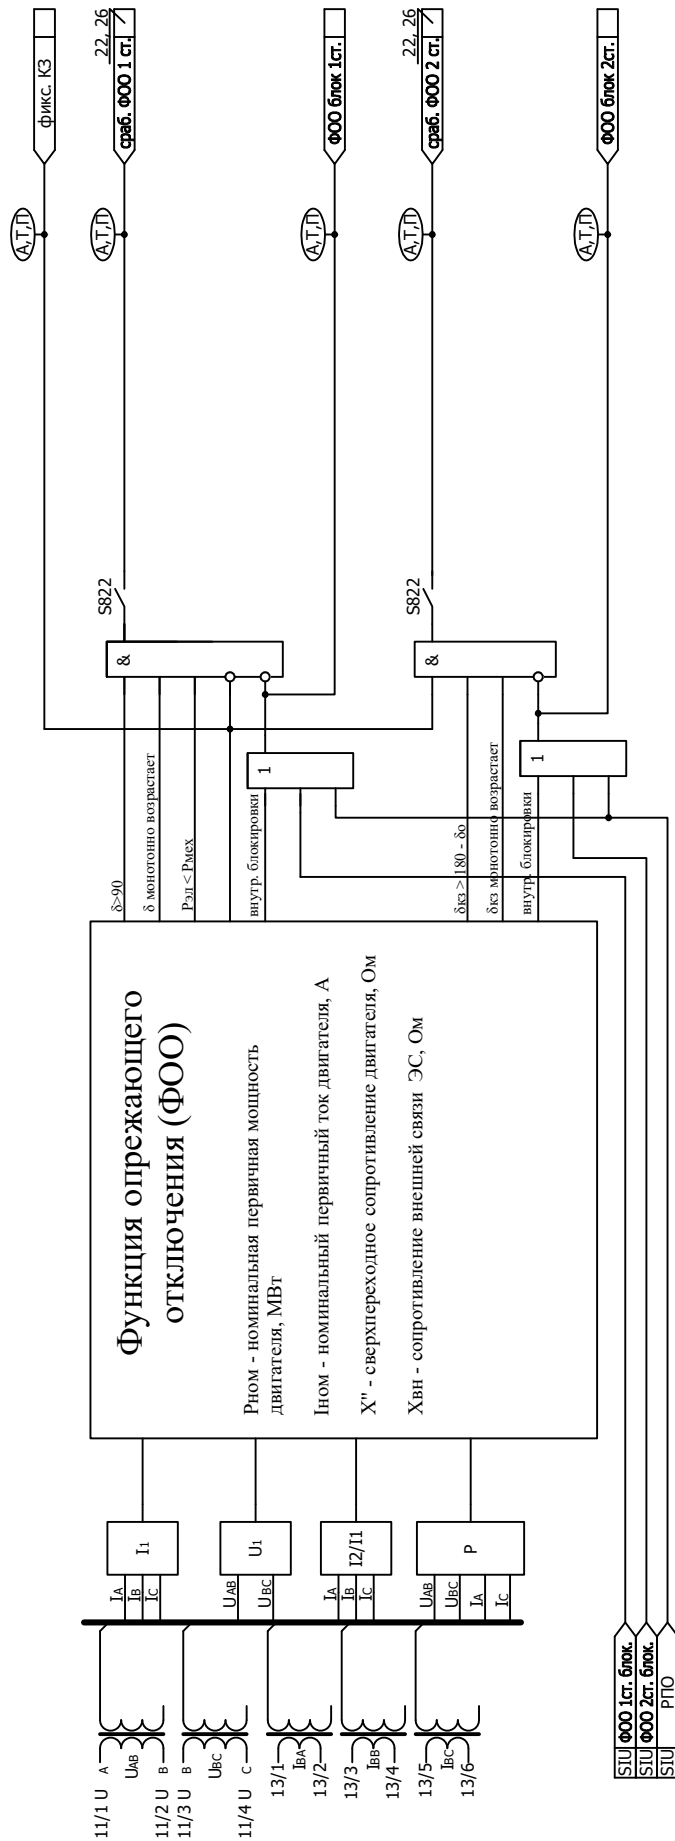 11/1 U A
UAB
11/2 U B
11/3 U B
UBC
11/4 U C
13/1
IBA
13/2
13/3
IBB
13/4
13/5
IBC
13/6
IA
IB
IC
I1
UAB
UBC
U1
IA
IB
IC
I2/I1
UAB
UBC
IA
IC
P
SIU ФОО 1ст. блок.
SIU ФОО 2ст. блок.
SIU РПО
Функция опрежающего
отключения (ФОО)
Рном - номинальная первичная мощность
двигателя, МВт
Iном - номинальный первичный ток двигателя, А
X" - сверхпереходное сопротивление двигателя, Ом
Xвн - сопротивление внешней связи ЭС, Ом
δ>90
δ монотонно возрастает
Рэл < Рмех
внутр. блокировки
δкз > 180 - δо
δкз монотонно возрастает
внутр. блокировки
&
1
&
1
S822
S822
А,Т,П
А,Т,П
А,Т,П
А,Т,П
А,Т,П
фикс. КЗ
22, 26
сраб. ФОО 1 ст.
ФОО блок 1ст.
22, 26
сраб. ФОО 2 ст.
ФОО блок 2ст.